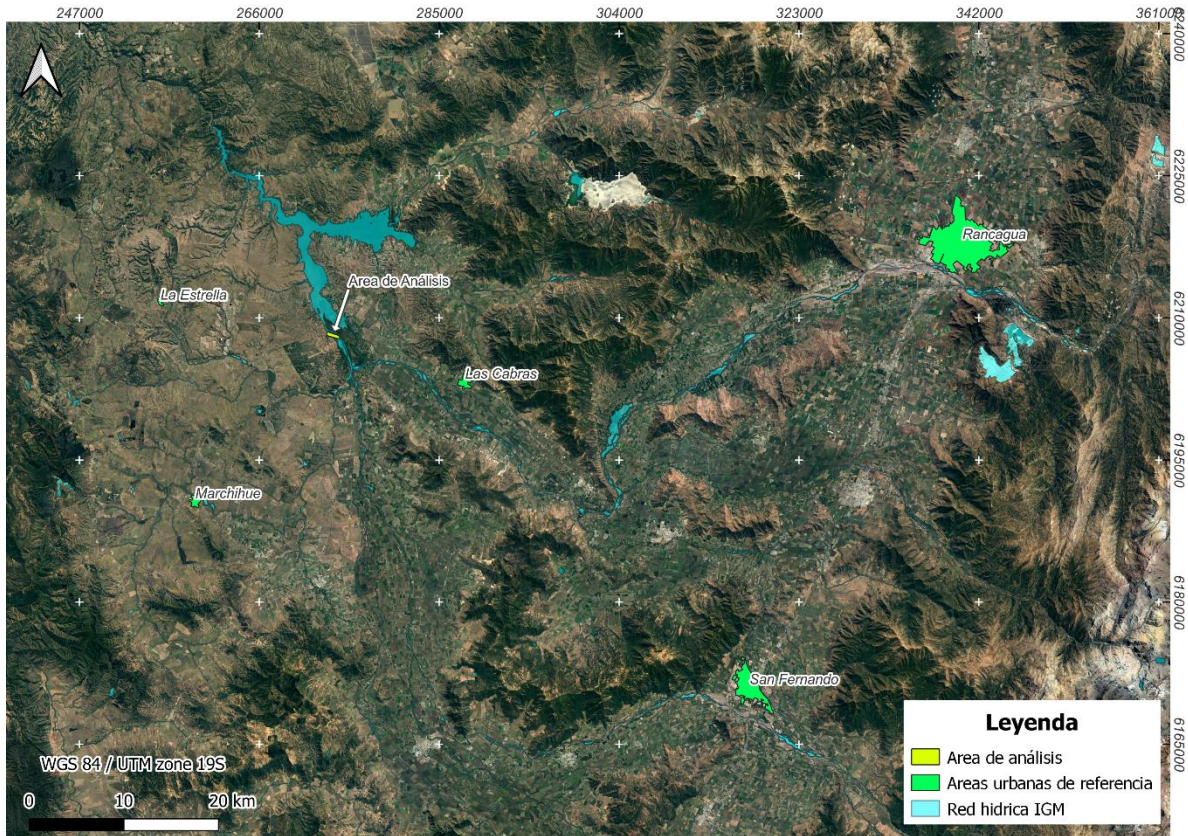 247000 266000 285000 304000 323000 342000 361000
6240000
6225000
Rancagua
Area de Análisis
La Estrella
6210000
Las Cabras
6195000
Marchihue
6180000
San Fernando
Leyenda
6165000
WGS 84 / UTM zone 19S
Area de análisis
Areas urbanas de referencia
0 10 20 km
Red hidrica IGM